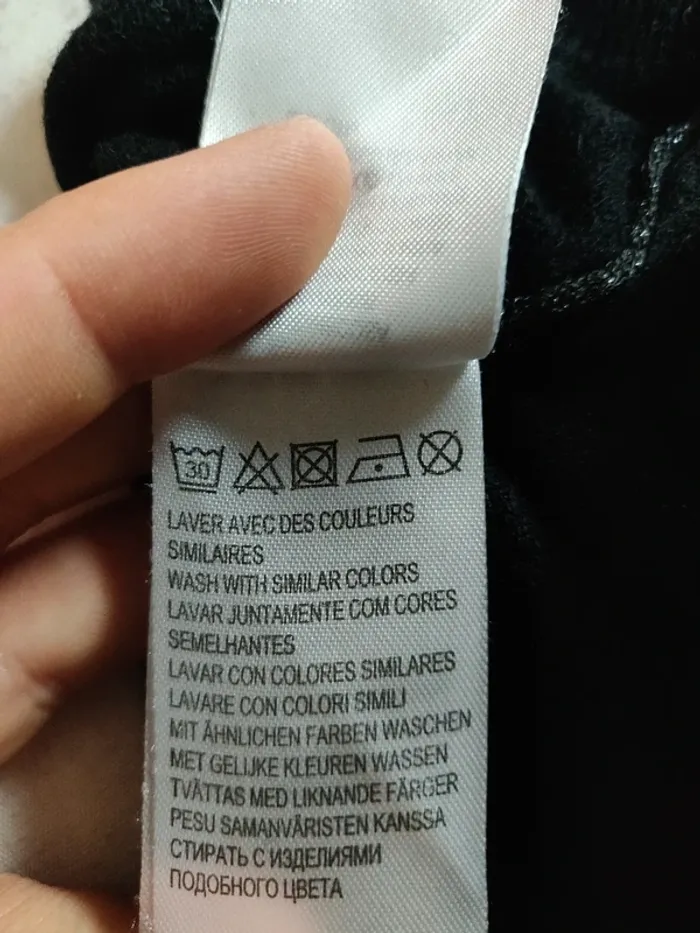 30
LAVER AVEC DES COULEURS
SIMILAIRES
WASH WITH SIMILAR COLORS
LAVAR JUNTAMENTE COM CORES
SEMELHANTES
LAVAR CON COLORES SIMILARES
LAVARE CON COLORI SIMILI
MIT ÄHNLICHEN FARBEN WASCHEN
MET GELIJKE KLEUREN WASSEN
TVÄTTAS MED LIKNANDE FÄRGER
PESU SAMANVÄRISTEN KANSSA
СТИРАТЬ С ИЗДЕЛИЯМИ
ПОДОБНОГО ЦВЕТА